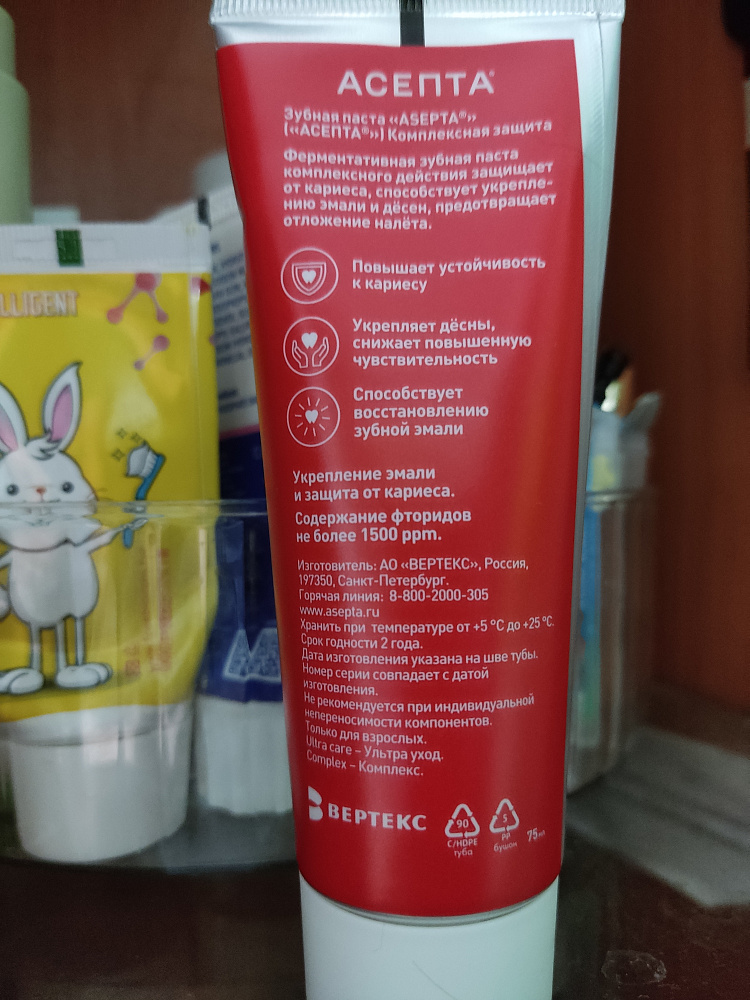 АСЕПТА®
Зубная паста «ASEPTA®»
(«АСЕПТА®») Комплексная защита
Ферментативная зубная паста
комплексного действия защищает
от кариеса, способствует укрепле-
нию эмали и дёсен, предотвращает
отложение налёта.
Повышает устойчивость
к кариесу
Укрепляет дёсны,
снижает повышенную
чувствительность
Способствует
восстановлению
зубной эмали
Укрепление эмали
и защита от кариеса.
Содержание фторидов
не более 1500 ppm.
Изготовитель: АО «ВЕРТЕКС», Россия,
197350, Санкт-Петербург.
Горячая линия: 8-800-2000-305
www.asepta.ru
Хранить при температуре от +5 °C до +25 °C.
Срок годности 2 года.
Дата изготовления указана на шве тубы.
Номер серии совпадает с датой
изготовления.
Не рекомендуется при индивидуальной
непереносимости компонентов.
Только для взрослых.
Ultra care – Ультра уход.
Complex – Комплекс.
ВЕРТЕКС
90
C/HDPE
туба
5
PP
бушон
75 мл
LLIGENT